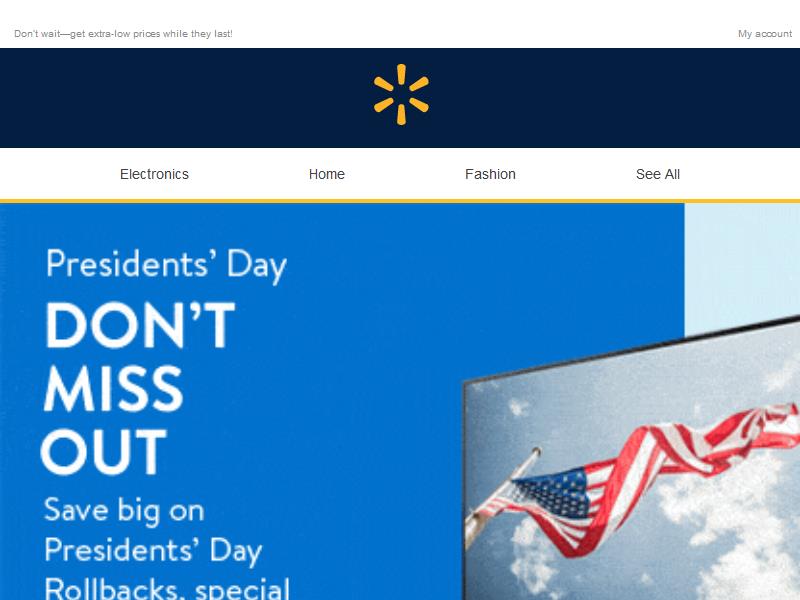 Don't wait—get extra-low prices while they last!
My account
Electronics
Home
Fashion
See All
Presidents’ Day
DON’T
MISS
OUT
Save big on
Presidents’ Day
Rollbacks, special